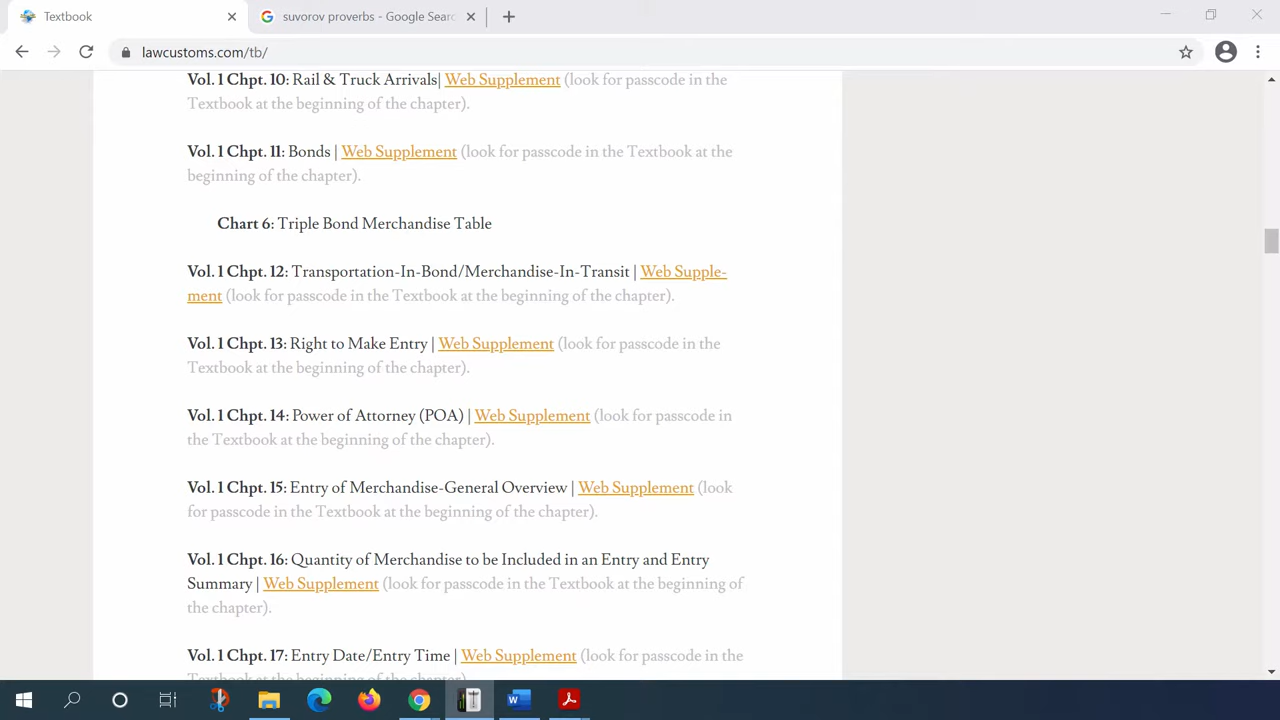 Textbook
suvorov proverbs - Google Sear
lawcustoms.com/tb/
Vol. 1 Chpt. 10: Rail & Truck Arrivals| Web Supplement (look for passcode in the
Textbook at the beginning of the chapter).
Vol. 1 Chpt. 11: Bonds | Web Supplement (look for passcode in the Textbook at the
beginning of the chapter).
Chart 6: Triple Bond Merchandise Table
Vol. 1 Chpt. 12: Transportation-In-Bond/Merchandise-In-Transit | Web Supple-
ment (look for passcode in the Textbook at the beginning of the chapter).
Vol. 1 Chpt. 13: Right to Make Entry | Web Supplement (look for passcode in the
Textbook at the beginning of the chapter).
Vol. 1 Chpt. 14: Power of Attorney (POA) | Web Supplement (look for passcode in
the Textbook at the beginning of the chapter).
Vol. 1 Chpt. 15: Entry of Merchandise-General Overview | Web Supplement (look
for passcode in the Textbook at the beginning of the chapter).
Vol. 1 Chpt. 16: Quantity of Merchandise to be Included in an Entry and Entry
Summary | Web Supplement (look for passcode in the Textbook at the beginning of
the chapter).
Vol. 1 Chpt. 17: Entry Date/Entry Time | Web Supplement (look for passcode in the
Textbook at the beginning of the chapter).